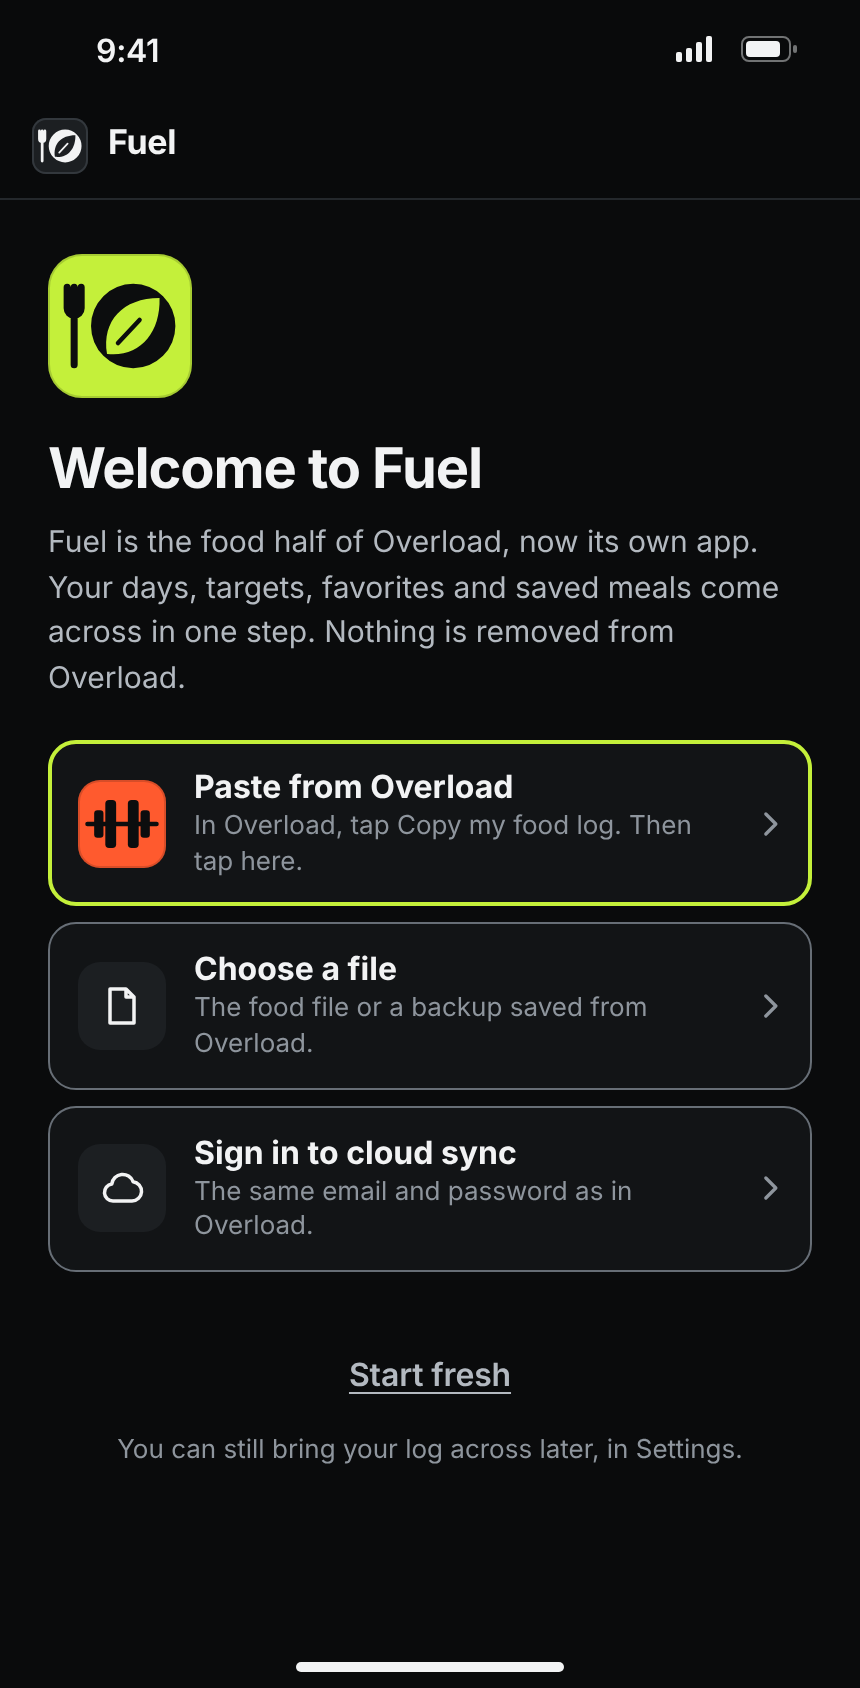 9:41
Fuel
Welcome to Fuel
Fuel is the food half of Overload, now its own app.
Your days, targets, favorites and saved meals come
across in one step. Nothing is removed from
Overload.
Paste from Overload
In Overload, tap Copy my food log. Then
tap here.
Choose a file
The food file or a backup saved from
Overload.
Sign in to cloud sync
The same email and password as in
Overload.
Start fresh
You can still bring your log across later, in Settings.